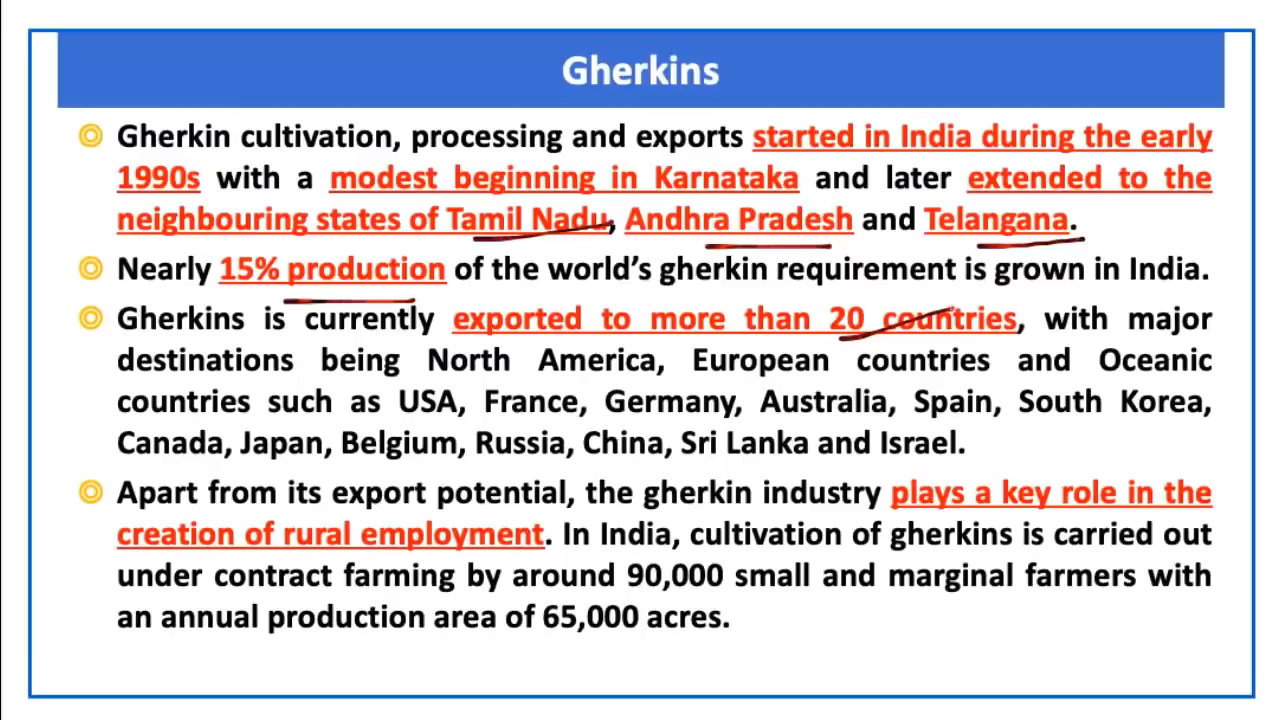 Gherkins
Gherkin cultivation, processing and exports started in India during the early
1990s with a modest beginning in Karnataka and later extended to the
neighbouring states of Tamil Nadu, Andhra Pradesh and Telangana.
Nearly 15% production of the world's gherkin requirement is grown in India.
Gherkins is currently exported to more than 20 countries, with major
destinations being North America, European countries and Oceanic
countries such as USA, France, Germany, Australia, Spain, South Korea,
Canada, Japan, Belgium, Russia, China, Sri Lanka and Israel.
Apart from its export potential, the gherkin industry plays a key role in the
creation of rural employment. In India, cultivation of gherkins is carried out
under contract farming by around 90,000 small and marginal farmers with
an annual production area of 65,000 acres.